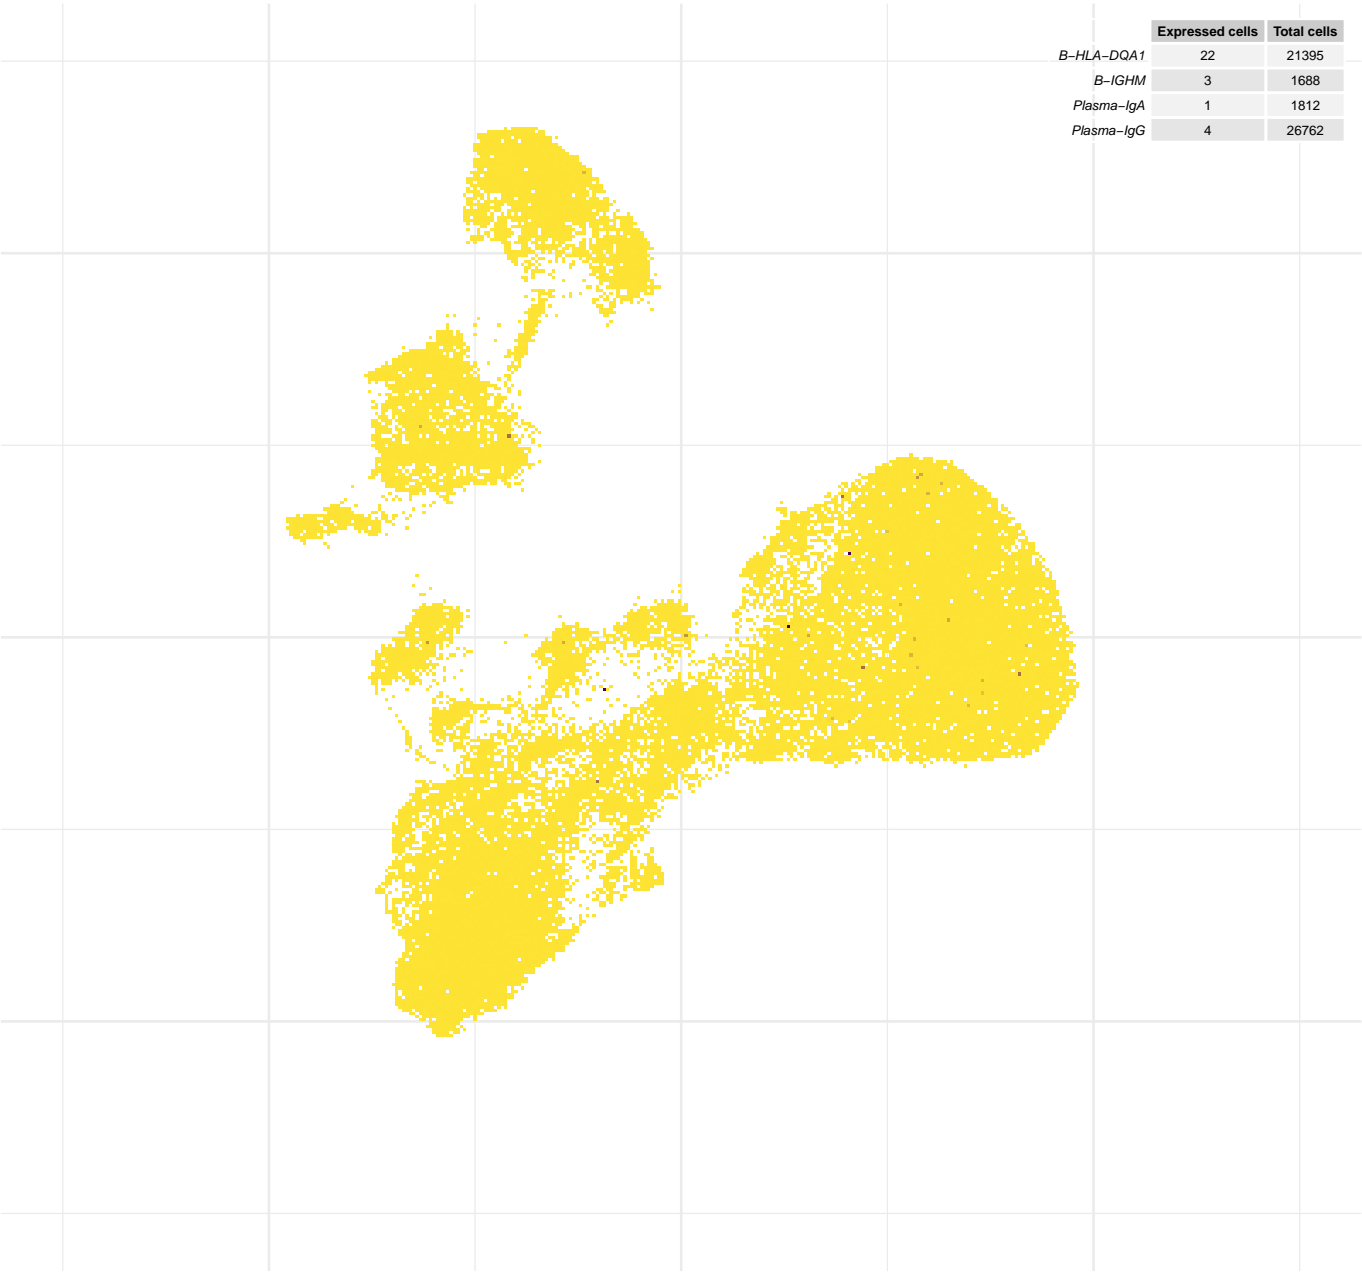 Expressed cells Total cells
B−HLA−DQA1 22 21395
B−IGHM 3 1688
Plasma−IgA 1 1812
Plasma−IgG 4 26762